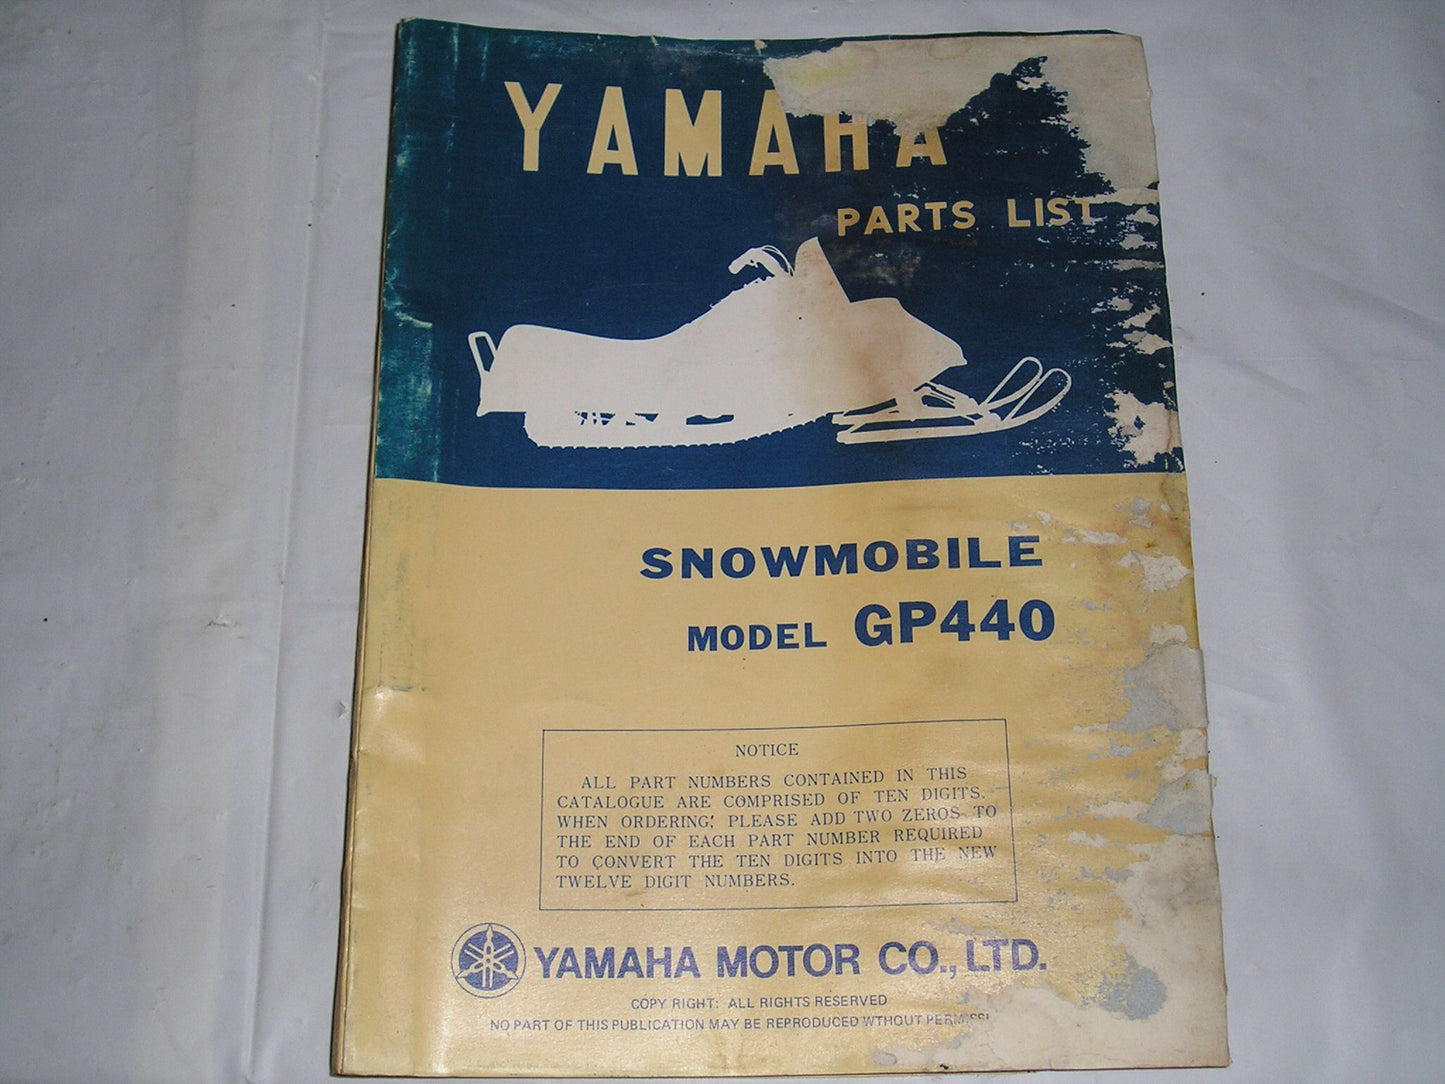 YAMAHA
PARTS LIST
SNOWMOBILE
MODEL GP440
NOTICE
ALL PART NUMBERS CONTAINED IN THIS
CATALOGUE ARE COMPRISED OF TEN DIGITS.
WHEN ORDERING, PLEASE ADD TWO ZEROS TO
THE END OF EACH PART NUMBER REQUIRED
TO CONVERT THE TEN DIGITS INTO THE NEW
TWELVE DIGIT NUMBERS.
YAMAHA MOTOR CO., LTD.
COPY RIGHT: ALL RIGHTS RESERVED
NO PART OF THIS PUBLICATION MAY BE REPRODUCED WTHOUT PERMISSI